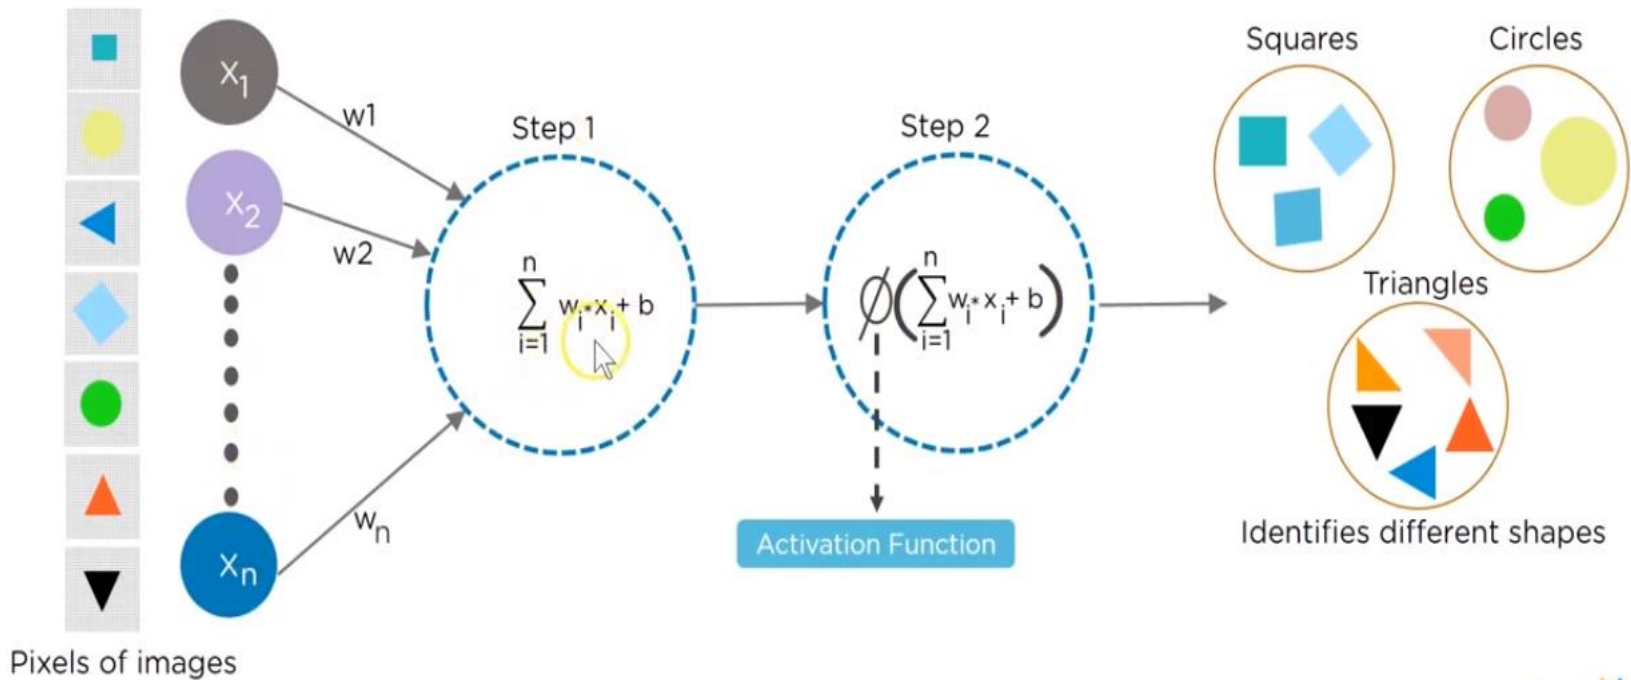 Squares
Circles
X1
w1
Step 1
Step 2
X2
w2
n
∑ wi*xi + b
i=1
n
Ø(∑wi*xi + b)
i=1
Triangles
wn
Xn
Activation Function
Identifies different shapes
Pixels of images